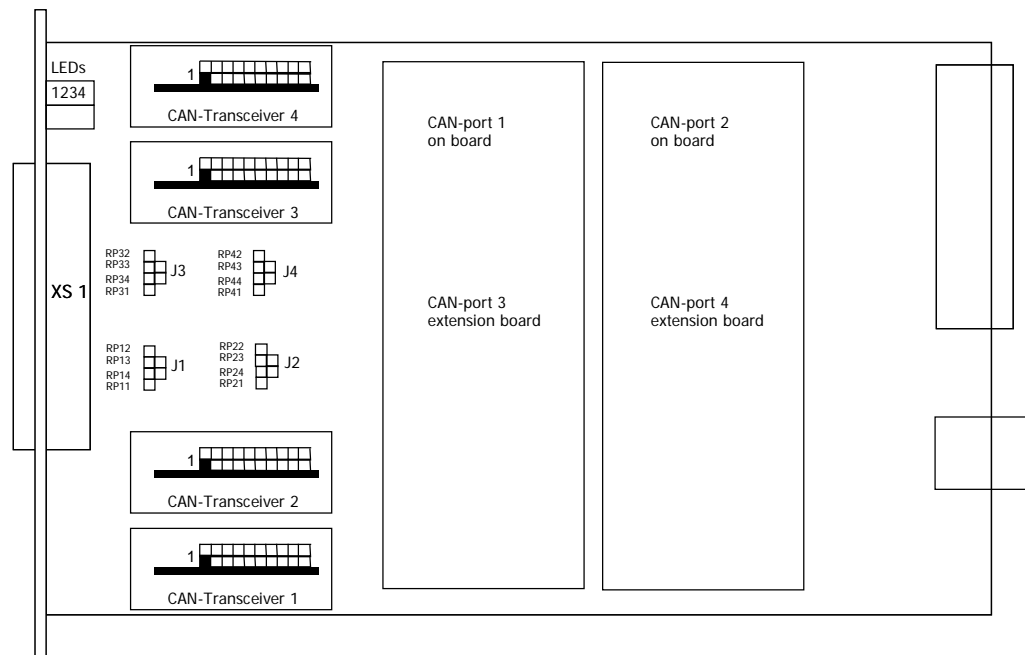 LEDs
1234
1
CAN-Transceiver 4
1
CAN-Transceiver 3
RP32
RP33
RP34
RP31
J3
RP42
RP43
RP44
RP41
J4
XS 1
RP12
RP13
RP14
RP11
J1
RP22
RP23
RP24
RP21
J2
1
CAN-Transceiver 2
1
CAN-Transceiver 1
CAN-port 1
on board
CAN-port 3
extension board
CAN-port 2
on board
CAN-port 4
extension board